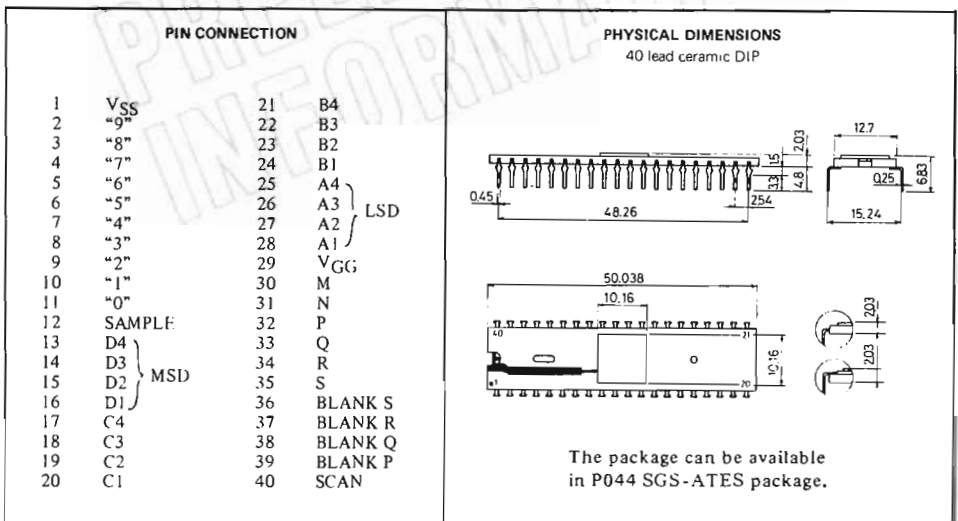 PRELIMINARY
INFORMATION
PIN CONNECTION
1 VSS 21 B4
2 “9” 22 B3
3 “8” 23 B2
4 “7” 24 B1
5 “6” 25 A4
6 “5” 26 A3
LSD
7 “4” 27 A2
8 “3” 28 A1
9 “2” 29 VGG
10 “1” 30 M
11 “0” 31 N
12 SAMPLE 32 P
13 D4 33 Q
14 D3 34 R
MSD
15 D2 35 S
16 D1 36 BLANK S
17 C4 37 BLANK R
18 C3 38 BLANK Q
19 C2 39 BLANK P
20 C1 40 SCAN
PHYSICAL DIMENSIONS
40 lead ceramic DIP
12.7
2.03
1.5
3.3
4.8
0.25
6.83
0.45
2.54
48.26
15.24
50.038
10.16
2.03
40
21
10.16
2.03
1
20
The package can be available
in P044 SGS-ATES package.